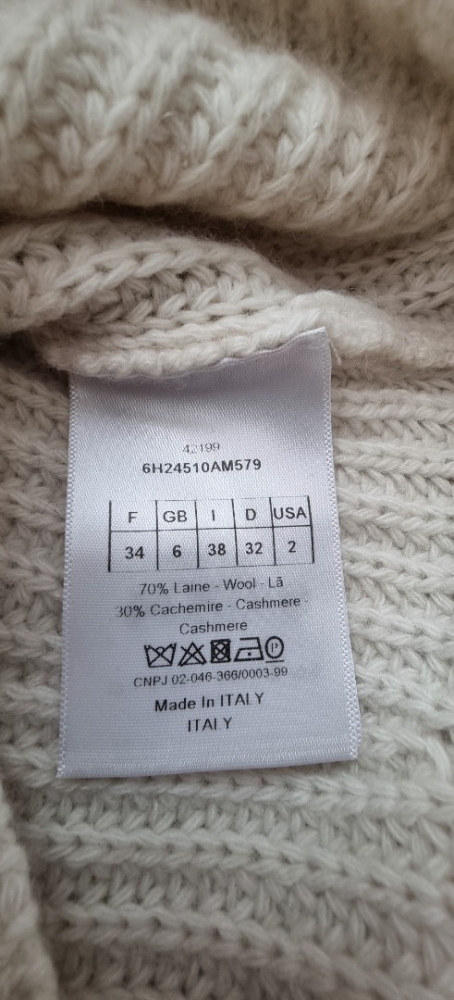 42199
6H24510AM579
F GB I D USA
34 6 38 32 2
70% Laine - Wool - Lã
30% Cachemire - Cashmere -
Cashmere
P
CNPJ 02-046-366/0003-99
Made In ITALY
ITALY